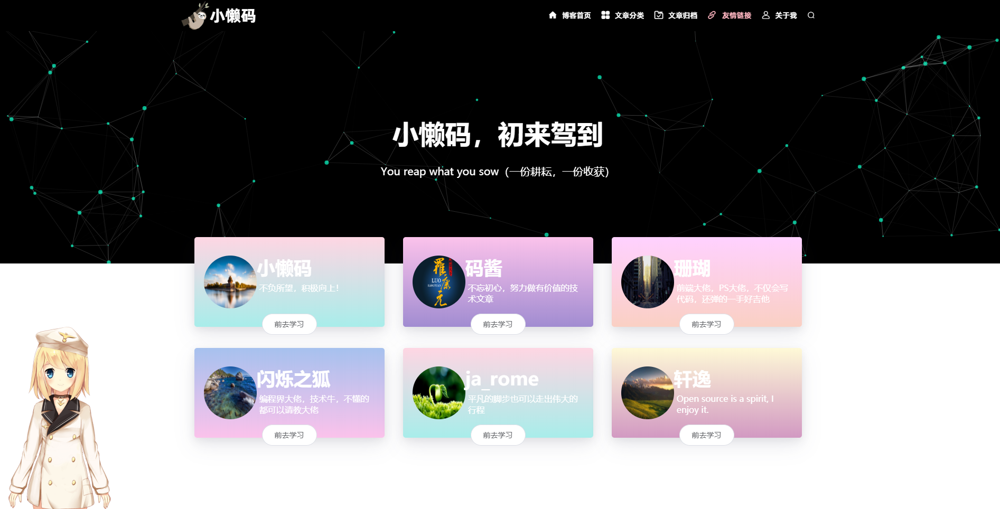 小懒码
博客首页 文章分类 文章归档 友情链接 关于我
小懒码，初来驾到
You reap what you sow（一份耕耘，一份收获）
小懒码
不负所望，积极向上！
前去学习
羅康元
LUO
码酱
不忘初心，努力做有价值的技
术文章
前去学习
珊瑚
前端大佬，PS大佬，不仅会写
代码，还弹的一手好吉他
前去学习
闪烁之狐
编程界大佬，技术牛，不懂的
都可以请教大佬
前去学习
ja_rome
平凡的脚步也可以走出伟大的
行程
前去学习
轩逸
Open source is a spirit, I
enjoy it.
前去学习